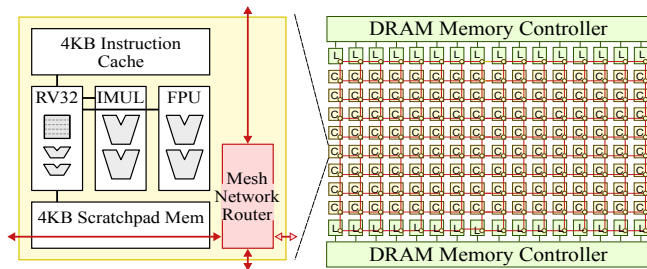 4KB Instruction
Cache
RV32
IMUL
FPU
4KB Scratchpad Mem
Mesh
Network
Router
DRAM Memory Controller
L L L L L L L L L L L L L L L L
C C C C C C C C C C C C C C C C
C C C C C C C C C C C C C C C C
C C C C C C C C C C C C C C C C
C C C C C C C C C C C C C C C C
C C C C C C C C C C C C C C C C
C C C C C C C C C C C C C C C C
C C C C C C C C C C C C C C C C
C C C C C C C C C C C C C C C C
L L L L L L L L L L L L L L L L
DRAM Memory Controller